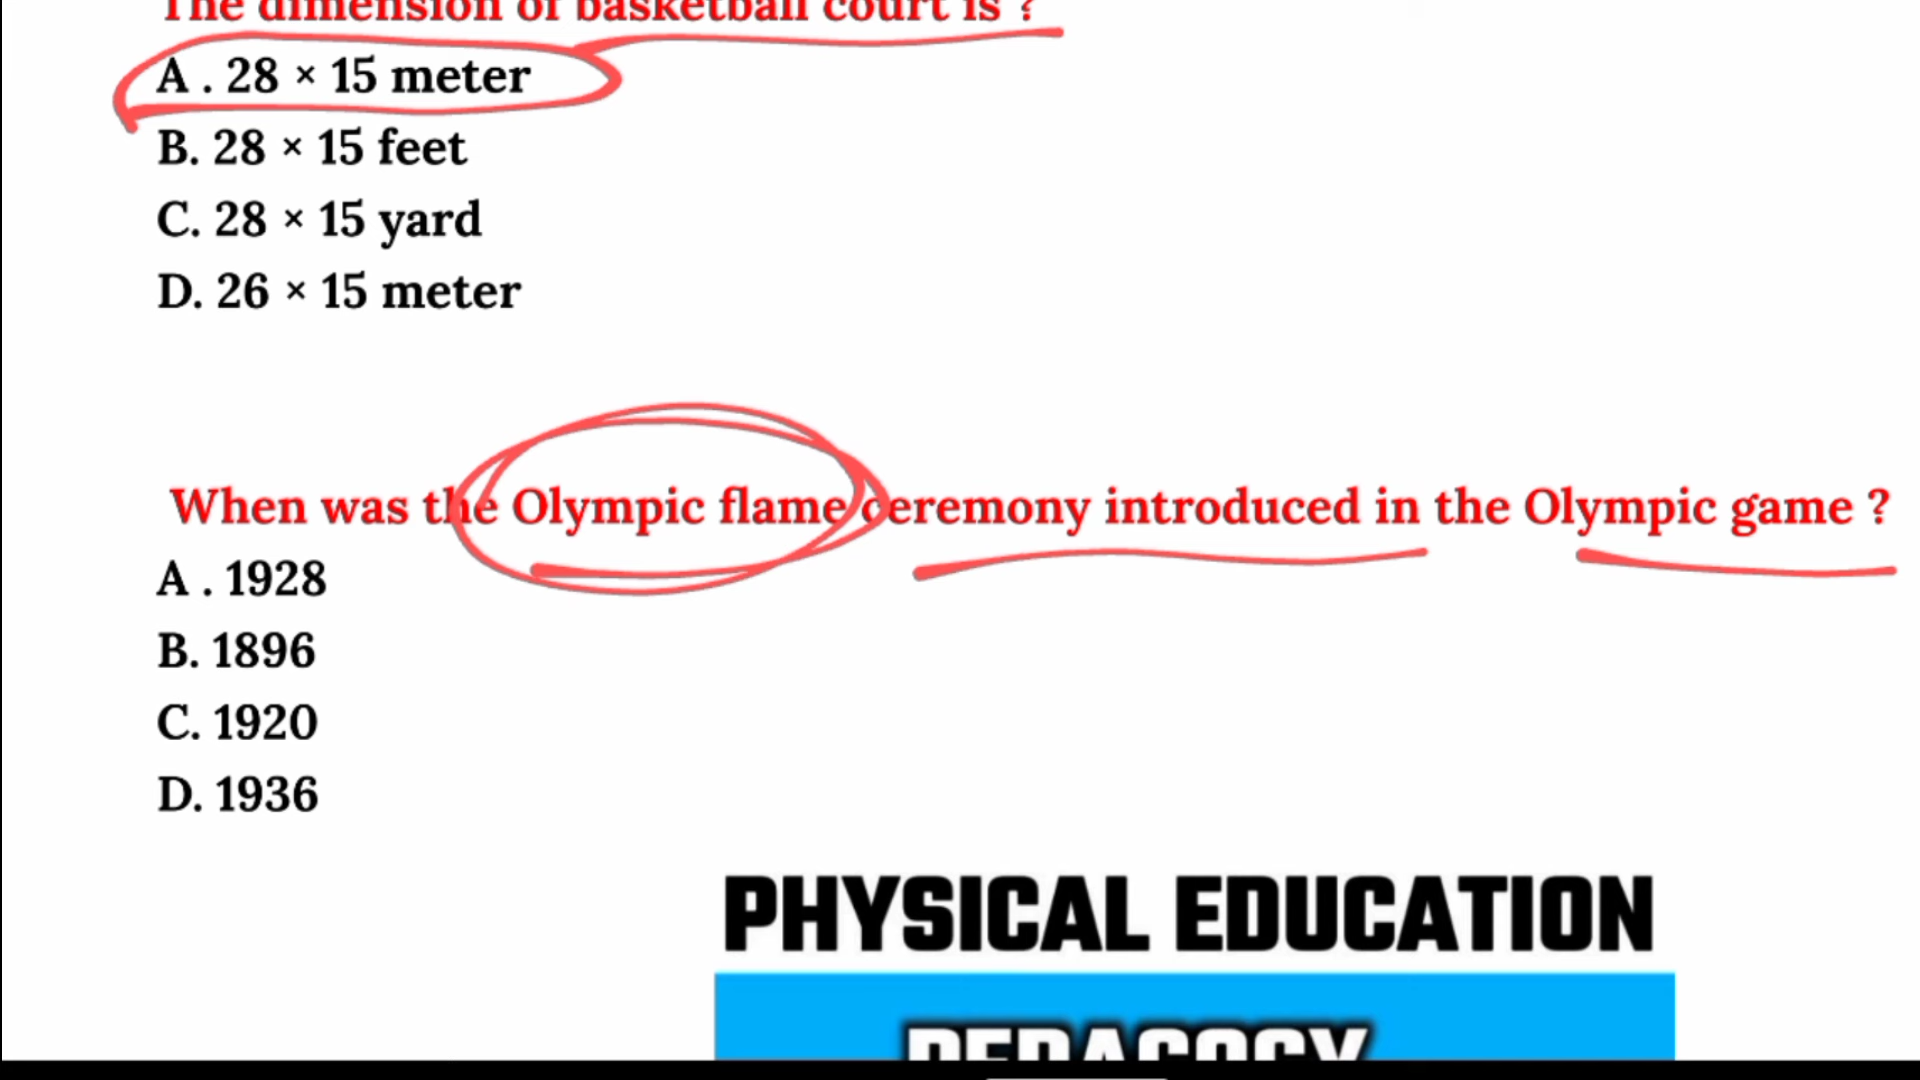 The dimension of basketball court is ?
A . 28 × 15 meter
B. 28 × 15 feet
C. 28 × 15 yard
D. 26 × 15 meter
When was the Olympic flame ceremony introduced in the Olympic game ?
A . 1928
B. 1896
C. 1920
D. 1936
PHYSICAL EDUCATION
PEDAGOGY